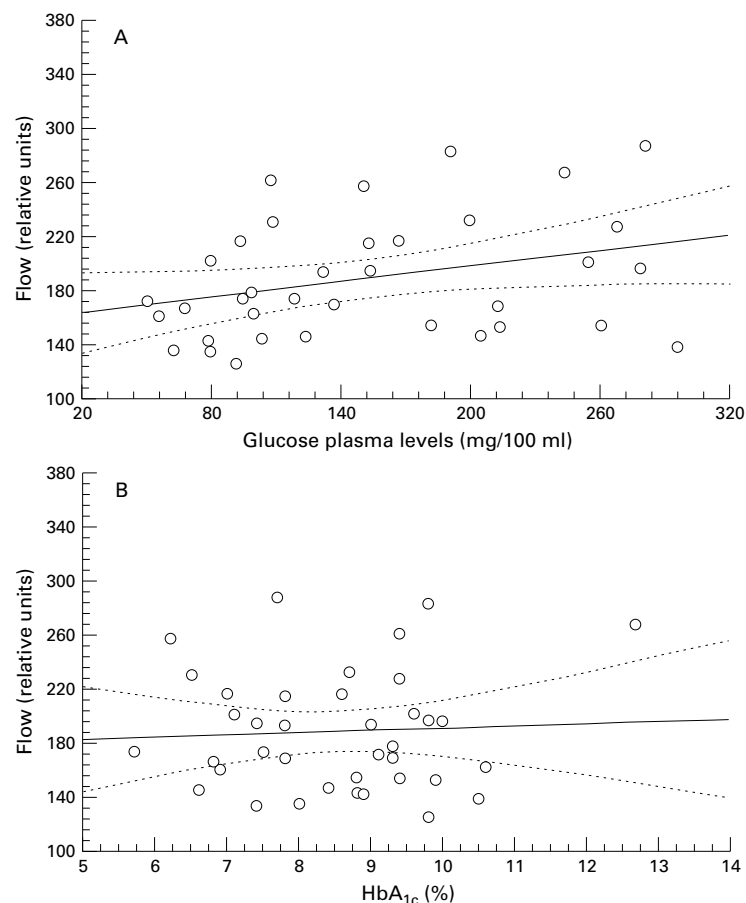 A
380
340
300
260
220
180
140
100
Flow (relative units)
20 80 140 200 260 320
Glucose plasma levels (mg/100 ml)
B
380
340
300
260
220
180
140
100
Flow (relative units)
5 6 7 8 9 10 11 12 13 14
HbA1c (%)